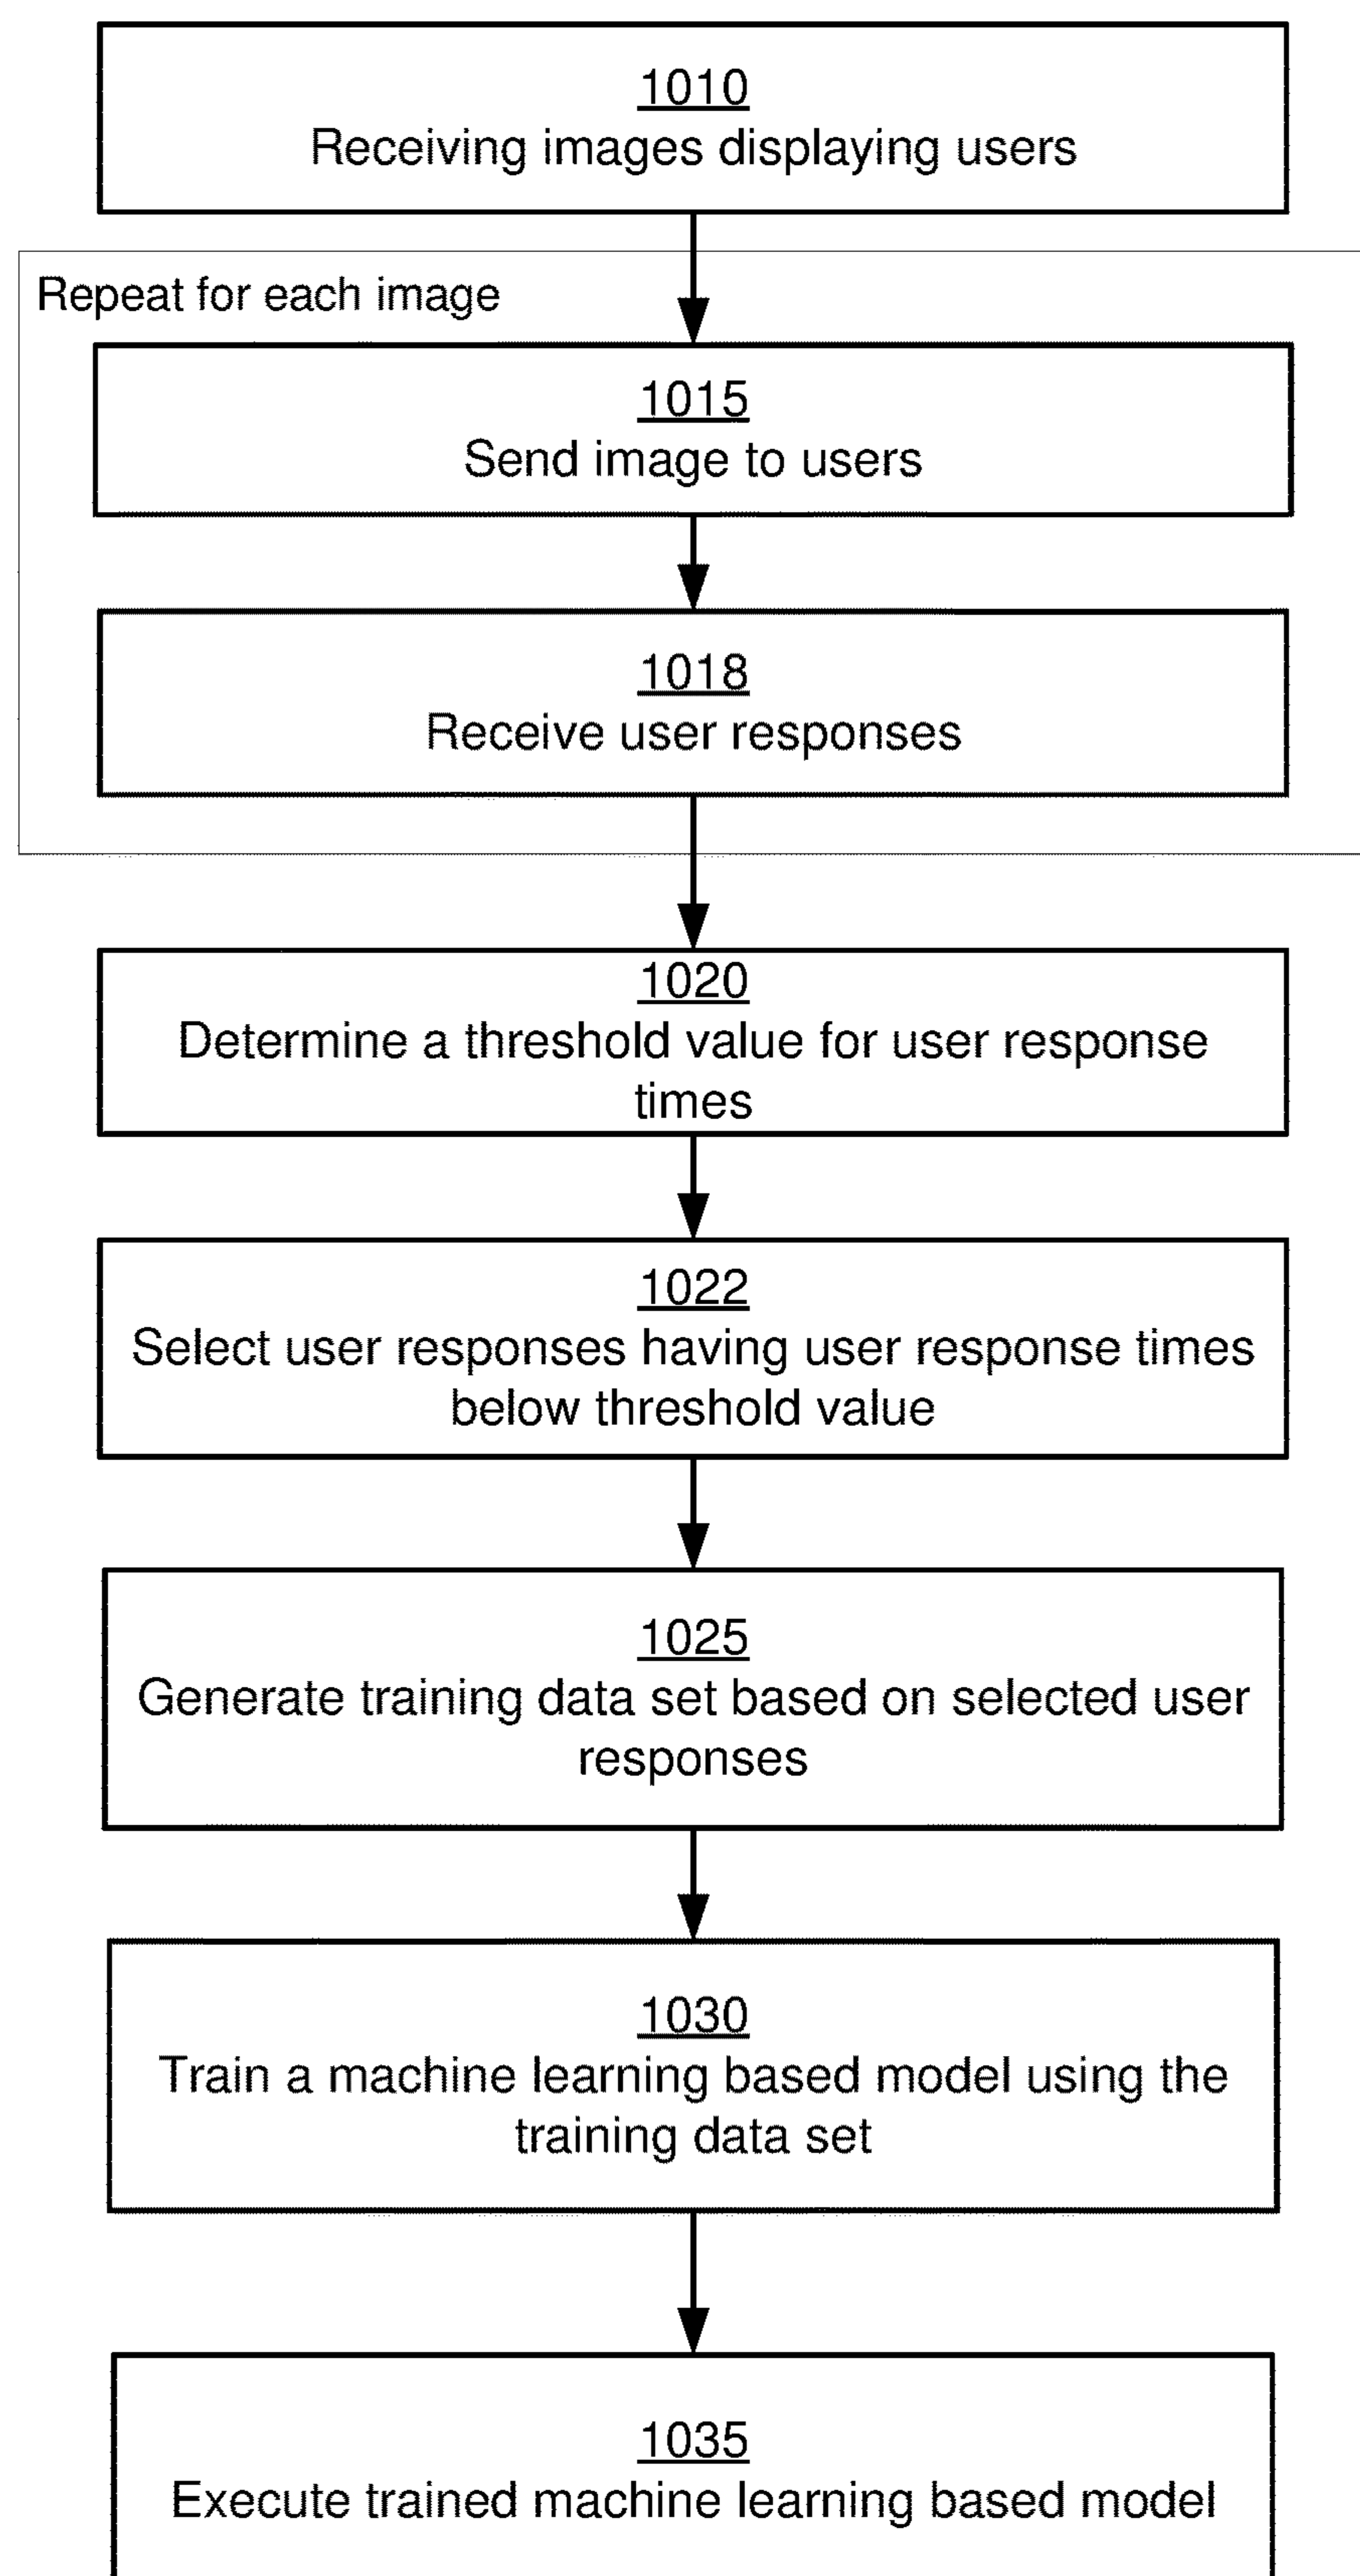 1010
Receiving images displaying users
Repeat for each image
1015
Send image to users
1018
Receive user responses
1020
Determine a threshold value for user response
times
1022
Select user responses having user response times
below threshold value
1025
Generate training data set based on selected user
responses
1030
Train a machine learning based model using the
training data set
1035
Execute trained machine learning based model